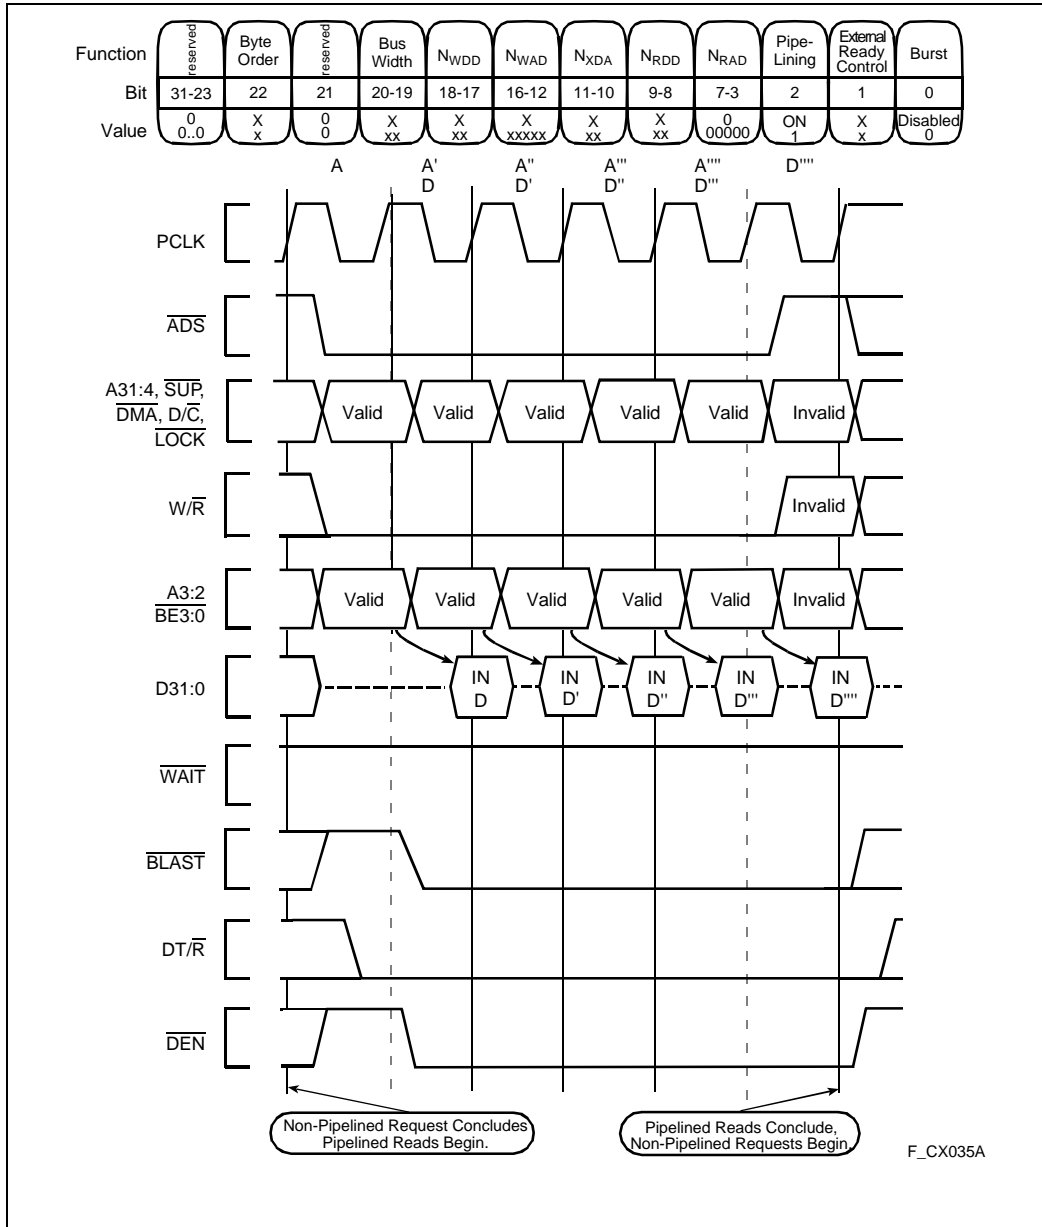 Function reserved Byte Order reserved Bus Width NWDD NWAD NXDA NRDD NRAD Pipe-Lining External Ready Control Burst
Bit 31-23 22 21 20-19 18-17 16-12 11-10 9-8 7-3 2 1 0
Value 0 0..0 X x 0 0 X xx X xx X xxxxx X xx X xx 0 00000 ON 1 X x Disabled 0
A A' A'' A''' A'''' D''''
D D' D'' D'''
PCLK
ADS
A31:4, SUP,
DMA, D/C,
LOCK
Valid Valid Valid Valid Valid Invalid
W/R
Invalid
A3:2
BE3:0
Valid Valid Valid Valid Valid Invalid
D31:0
IN IN IN IN IN
D D' D'' D''' D''''
WAIT
BLAST
DT/R
DEN
Non-Pipelined Request Concludes
Pipelined Reads Begin.
Pipelined Reads Conclude,
Non-Pipelined Requests Begin.
F_CX035A